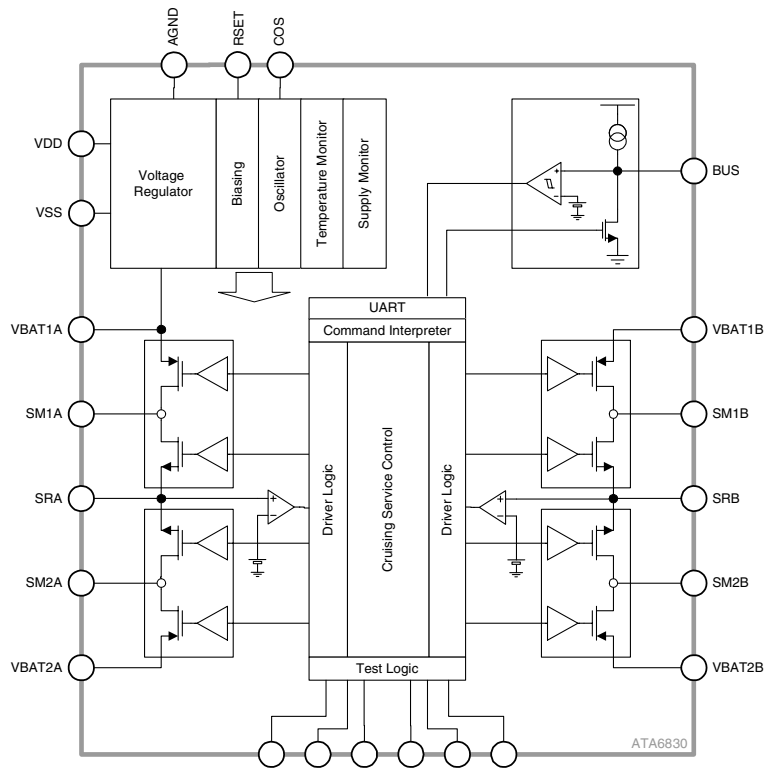 AGND
RSET
COS
VDD
VSS
Voltage
Regulator
Biasing
Oscillator
Temperature Monitor
Supply Monitor
+
−
BUS
UART
Command Interpreter
VBAT1A
VBAT1B
SM1A
SM1B
Driver Logic
Cruising Service Control
Driver Logic
SRA
+
−
+
−
SRB
SM2A
SM2B
VBAT2A
VBAT2B
Test Logic
ATA6830